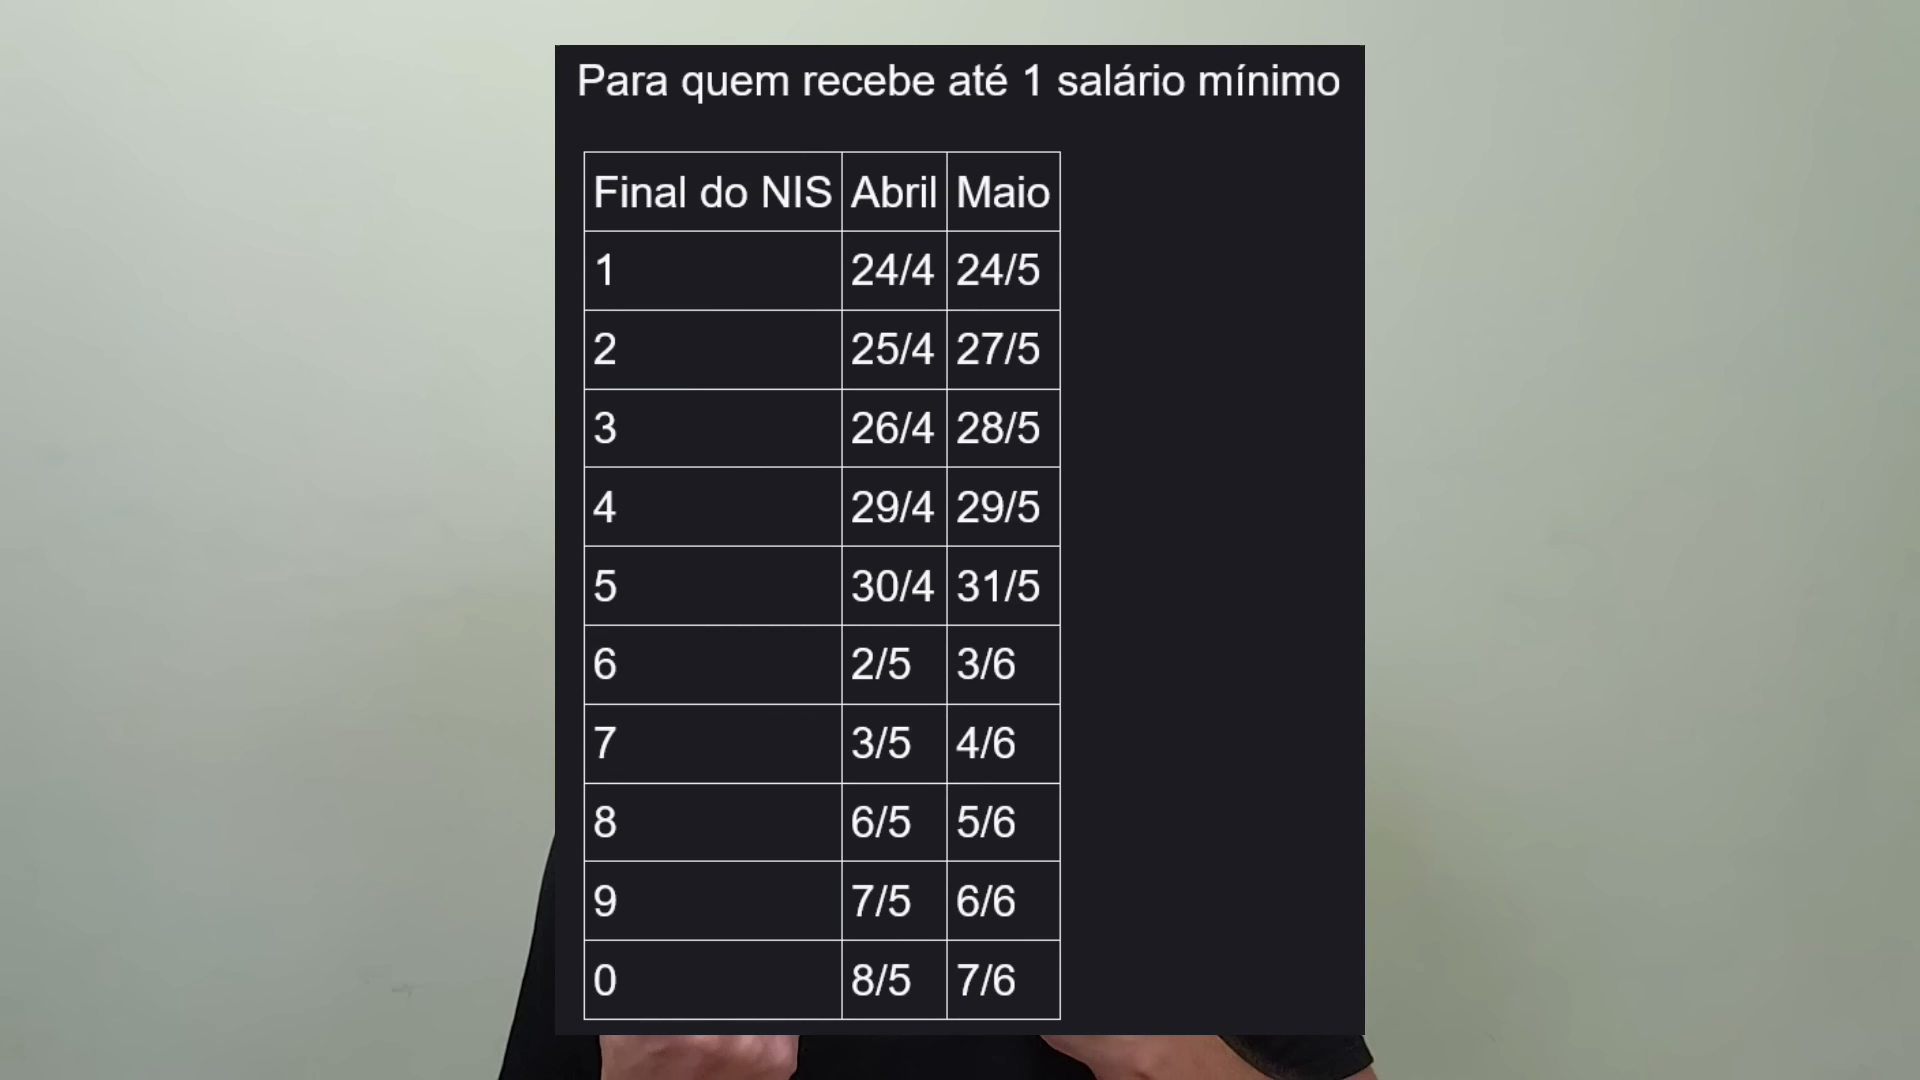 Para quem recebe até 1 salário mínimo
Final do NIS Abril Maio
1 24/4 24/5
2 25/4 27/5
3 26/4 28/5
4 29/4 29/5
5 30/4 31/5
6 2/5 3/6
7 3/5 4/6
8 6/5 5/6
9 7/5 6/6
0 8/5 7/6